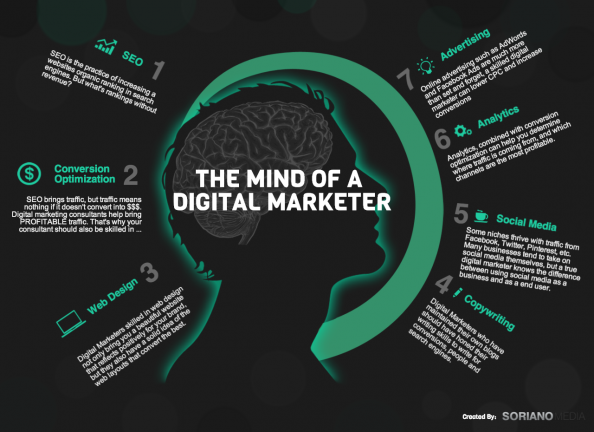 THE MIND OF A
DIGITAL MARKETER
1
SEO
SEO is the practice of increasing a
websites organic ranking in search
engines. But what's rankings without
revenue?
2
Conversion
Optimization
SEO brings traffic, but traffic means
nothing if it doesn't convert into $$$.
Digital marketing consultants help bring
PROFITABLE traffic. That's why your
consultant should also be skilled in ...
3
Web Design
Digital Marketers skilled in web design
not only bring you a beautiful website
that reflects positively for your brand,
but they also have a solid idea of the
web layouts that convert the best.
4
Copywriting
Digital Marketers who have
maintained their own blogs
should have honed their
writing skills to write for
conversions, people and
search engines.
5
Social Media
Some niches thrive with traffic from
Facebook, Twitter, Pinterest, etc.
Many businesses tend to take on
social media themselves, but a true
digital marketer knows the difference
between using social media as a
business and as a end user.
6
Analytics
Analytics, combined with conversion
optimization can help you determine
where traffic is coming from, and which
channels are the most profitable.
7
Advertising
Online advertising such as AdWords
and Facebook Ads are much more
than set and forget, a skilled digital
marketer can lower CPC and increase
conversions
Created By: SORIANOMEDIA